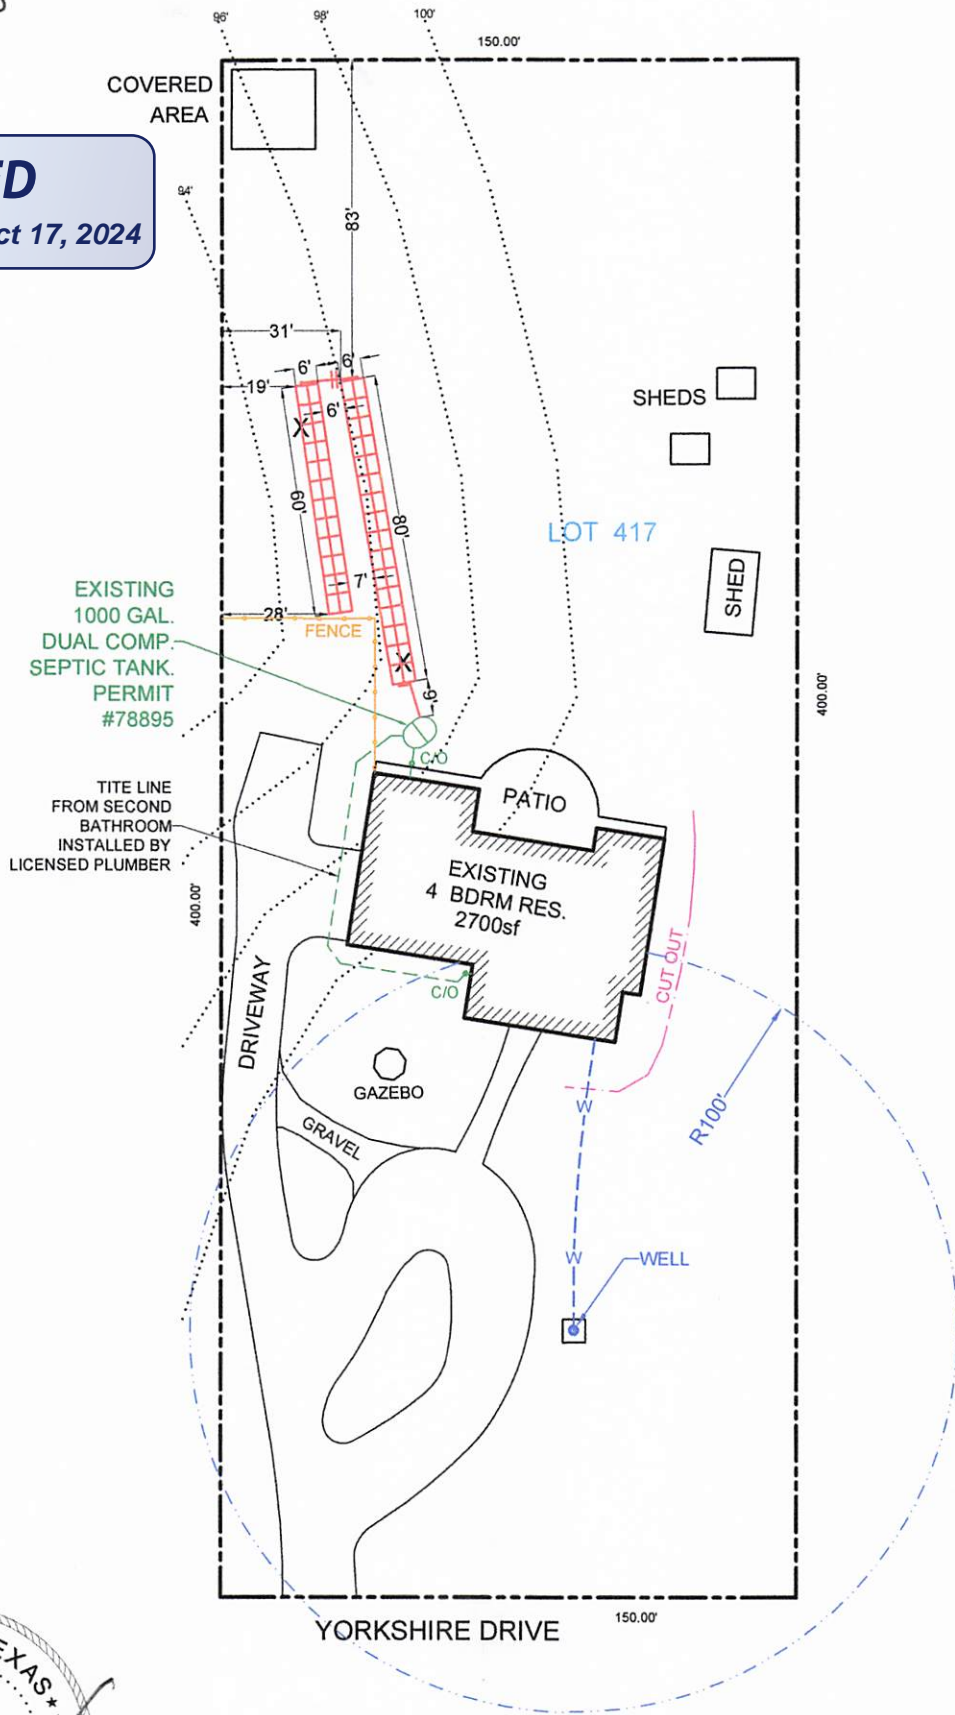 96'
98'
100'
150.00'
COVERED
AREA
ED
ct 17, 2024
94'
83'
31'
6'
6'
19'
6'
SHEDS
60'
80'
LOT 417
7'
SHED
EXISTING
1000 GAL.
DUAL COMP.
SEPTIC TANK.
PERMIT
#78895
28'
FENCE
9'
400.00'
C/O
PATIO
TITE LINE
FROM SECOND
BATHROOM
INSTALLED BY
LICENSED PLUMBER
EXISTING
4 BDRM RES.
2700sf
400.00'
CUT OUT
C/O
DRIVEWAY
GAZEBO
GRAVEL
W
R100'
W
WELL
YORKSHIRE DRIVE
150.00'
EXAS